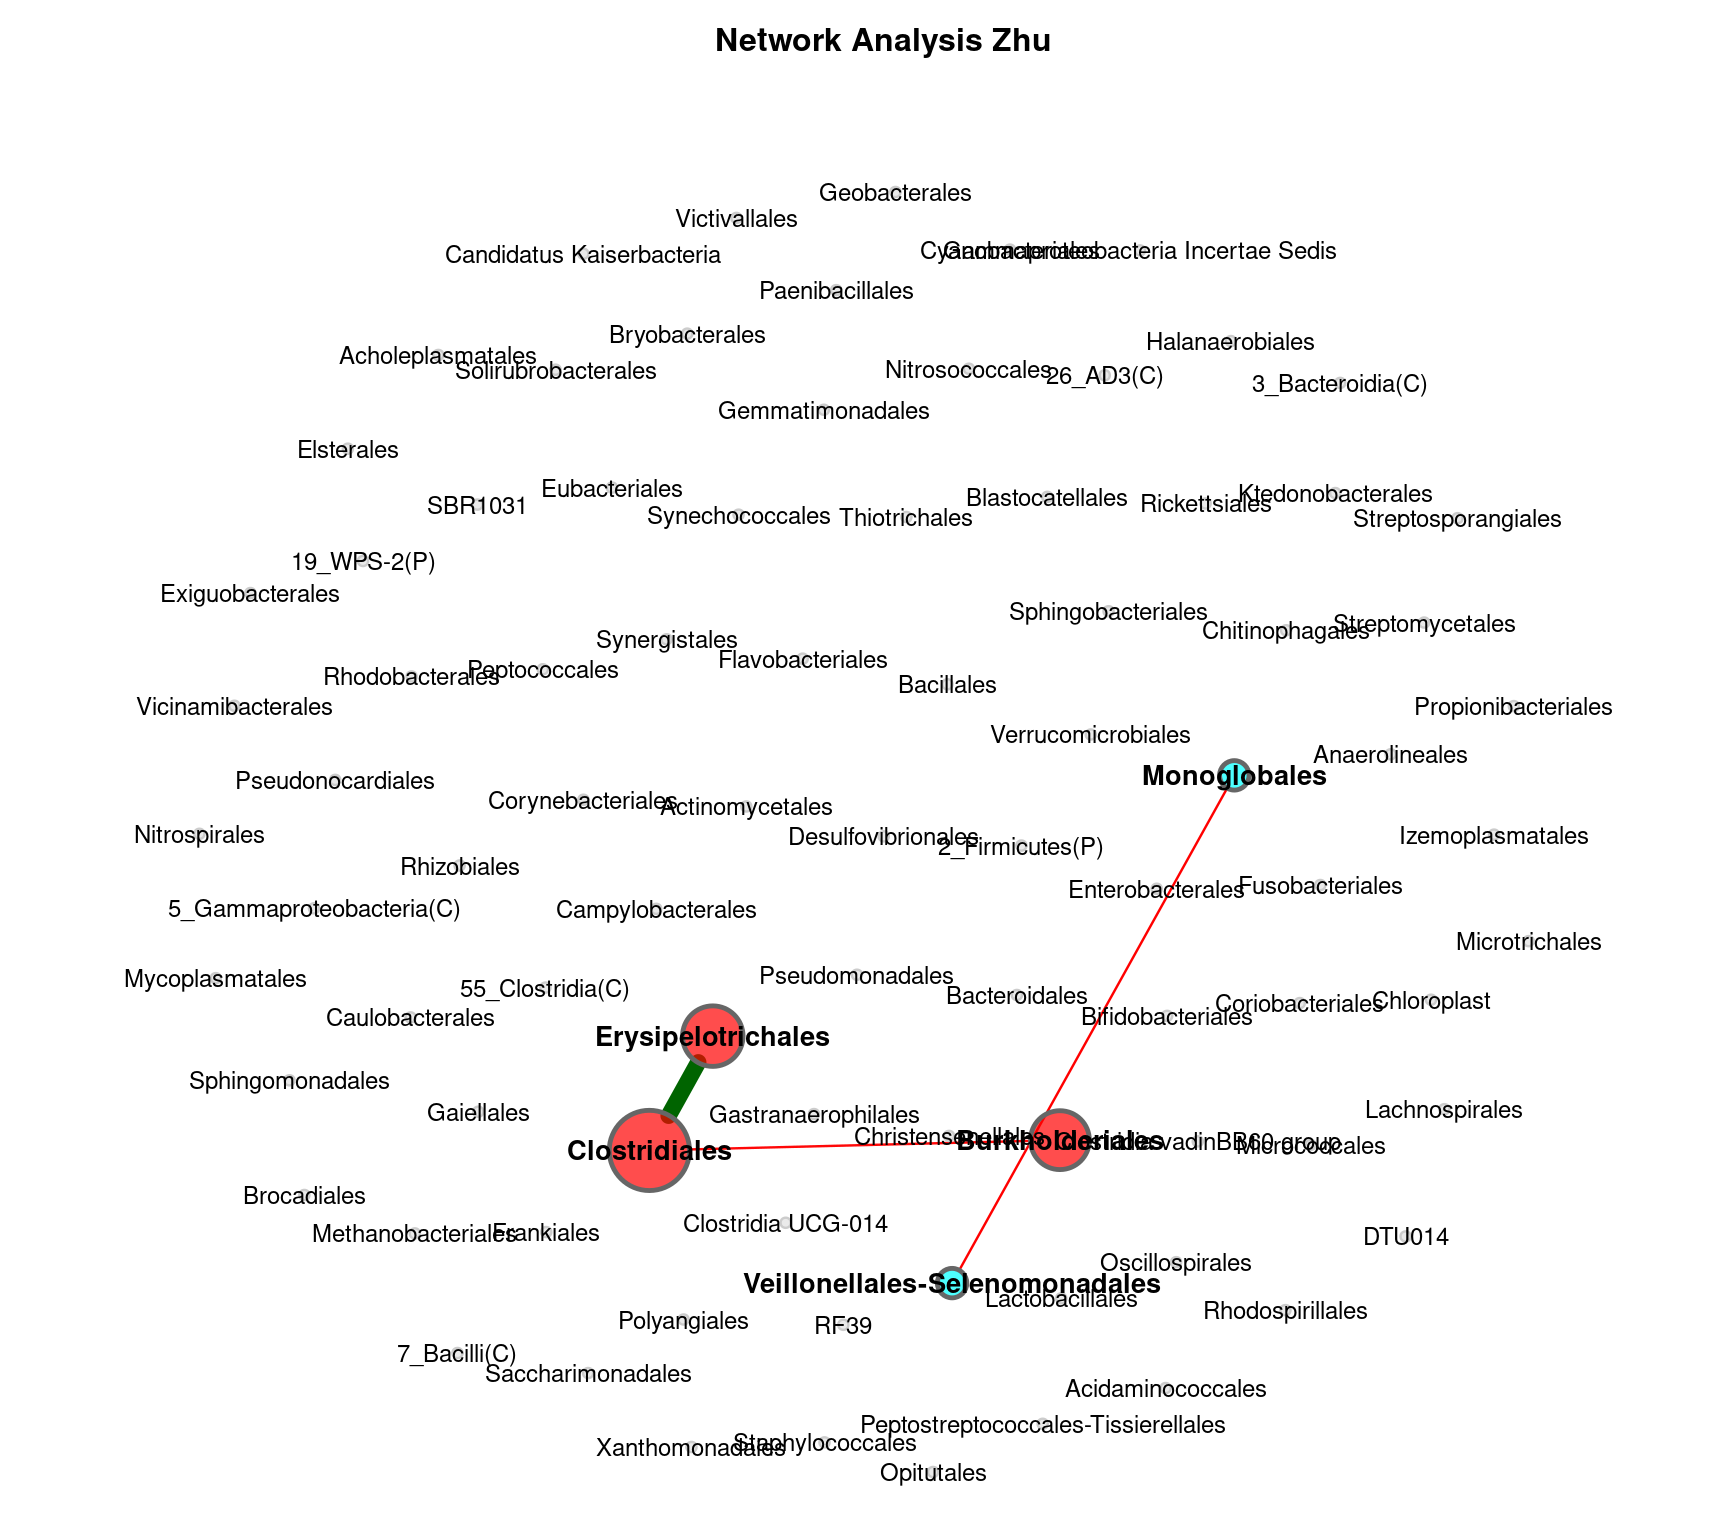 Network Analysis Zhu
Geobacterales
Victivallales
Candidatus Kaiserbacteria
Cyanobacteriales
Gammaproteobacteria Incertae Sedis
Paenibacillales
Bryobacterales
Halanaerobiales
Acholeplasmatales
Solirubrobacterales
Nitrosococcales
26_AD3(C)
3_Bacteroidia(C)
Gemmatimonadales
Elsterales
Eubacteriales
SBR1031
Blastocatellales
Ktedonobacterales
Rickettsiales
Synechococcales
Thiotrichales
Streptosporangiales
19_WPS-2(P)
Exiguobacterales
Sphingobacteriales
Chitinophagales
Streptomycetales
Synergistales
Flavobacteriales
Rhodobacterales
Peptococcales
Bacillales
Vicinamibacterales
Propionibacteriales
Verrucomicrobiales
Anaerolineales
Monoglobales
Pseudonocardiales
Corynebacteriales
Actinomycetales
Nitrospirales
Desulfovibrionales
2_Firmicutes(P)
Izemoplasmatales
Rhizobiales
Enterobacterales
Fusobacteriales
5_Gammaproteobacteria(C)
Campylobacterales
Microtrichales
Mycoplasmatales
55_Clostridia(C)
Pseudomonadales
Bacteroidales
Bifidobacteriales
Coriobacteriales
Chloroplast
Caulobacterales
Erysipelotrichales
Sphingomonadales
Gaiellales
Gastranaerophilales
Lachnospirales
Clostridiales
Christensenellales
Burkholderiales
Clostridia vadinBB60 group
Micrococcales
Brocadiales
Methanobacteriales
Frankiales
Clostridia UCG-014
DTU014
Oscillospirales
Veillonellales-Selenomonadales
Lactobacillales
Rhodospirillales
Polyangiales
RF39
7_Bacilli(C)
Saccharimonadales
Acidaminococcales
Peptostreptococcales-Tissierellales
Xanthomonadales
Staphylococcales
Opitutales